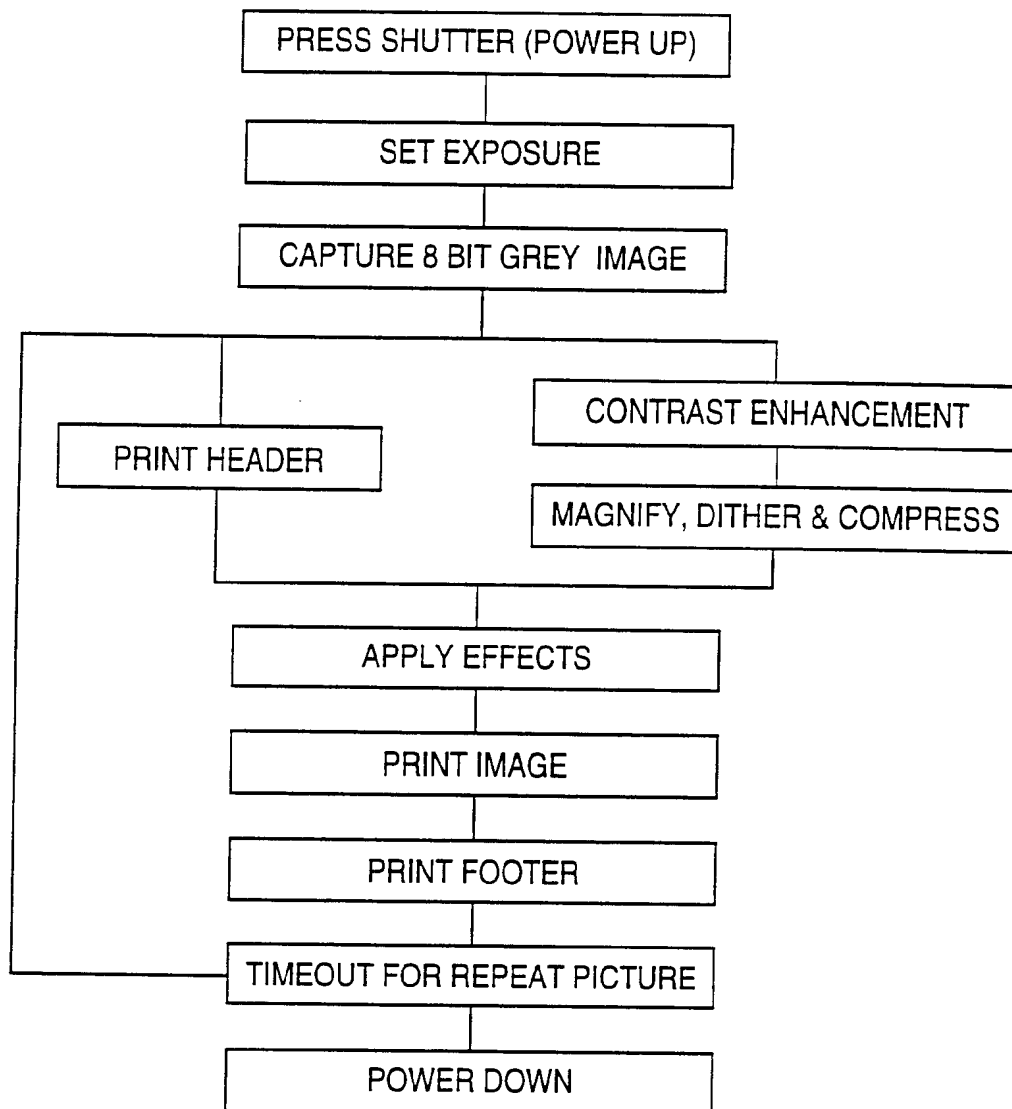 PRESS SHUTTER (POWER UP)
SET EXPOSURE
CAPTURE 8 BIT GREY IMAGE
CONTRAST ENHANCEMENT
PRINT HEADER
MAGNIFY, DITHER & COMPRESS
APPLY EFFECTS
PRINT IMAGE
PRINT FOOTER
TIMEOUT FOR REPEAT PICTURE
POWER DOWN